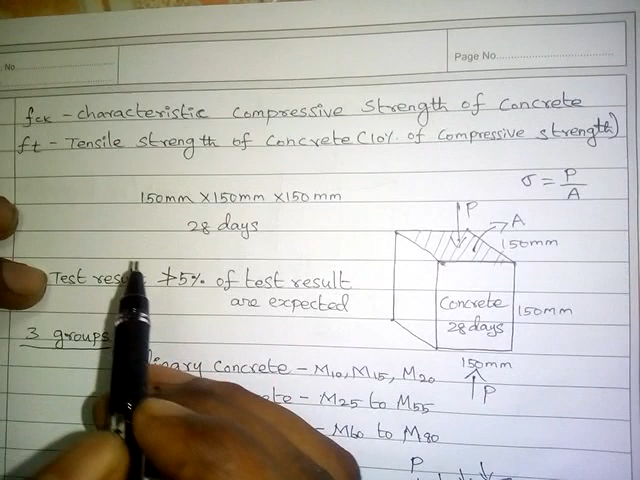 No.
Page No.
fck - characteristic compressive strength of concrete
ft - Tensile strength of concrete (10% of compressive strength)
150mm X 150mm X 150mm
28 days
σ = P/A
P
A
150mm
Test ≯ 5% of test result
are expected
Concrete
28 days
150mm
150mm
P
3 groups
concrete - M10, M15, M20
- M25 to M55
- M60 to M80
P